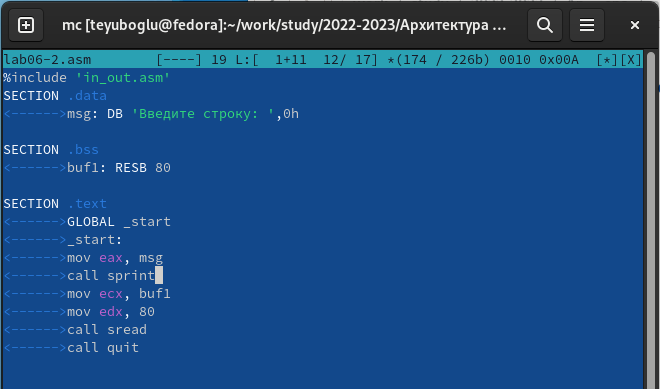 mc [teyuboglu@fedora]:~/work/study/2022-2023/Архитектура ...
lab06-2.asm [----] 19 L:[ 1+11 12/ 17] *(174 / 226b) 0010 0x00A [*][X]
%include 'in_out.asm'
SECTION .data
<------>msg: DB 'Введите строку: ',0h
SECTION .bss
<------>buf1: RESB 80
SECTION .text
<------>GLOBAL _start
<------>_start:
<------>mov eax, msg
<------>call sprint
<------>mov ecx, buf1
<------>mov edx, 80
<------>call sread
<------>call quit